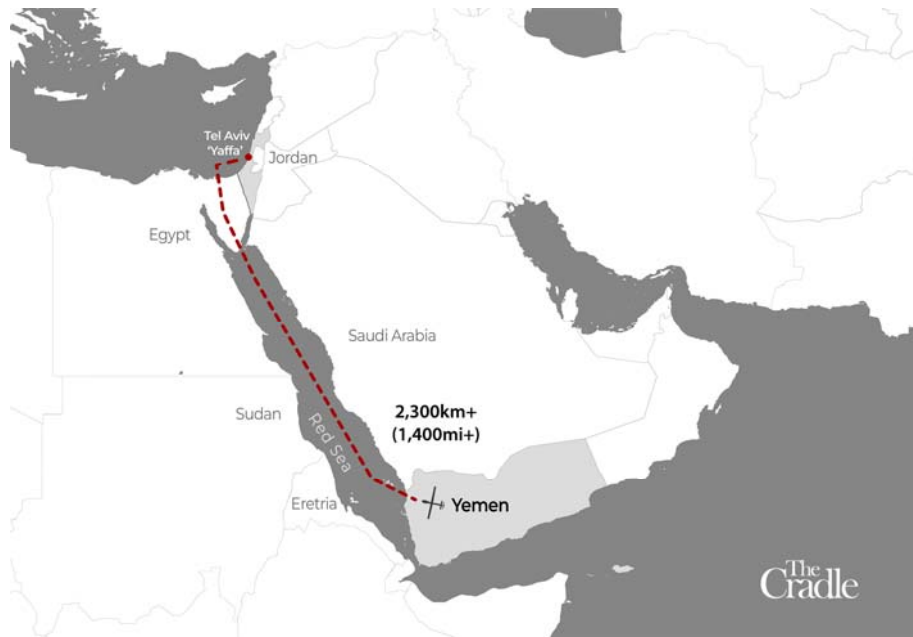 Tel Aviv
'Yaffa'
Jordan
Egypt
Saudi Arabia
Sudan
Red Sea
2,300km+
(1,400mi+)
Eretria
Yemen
The
Cradle